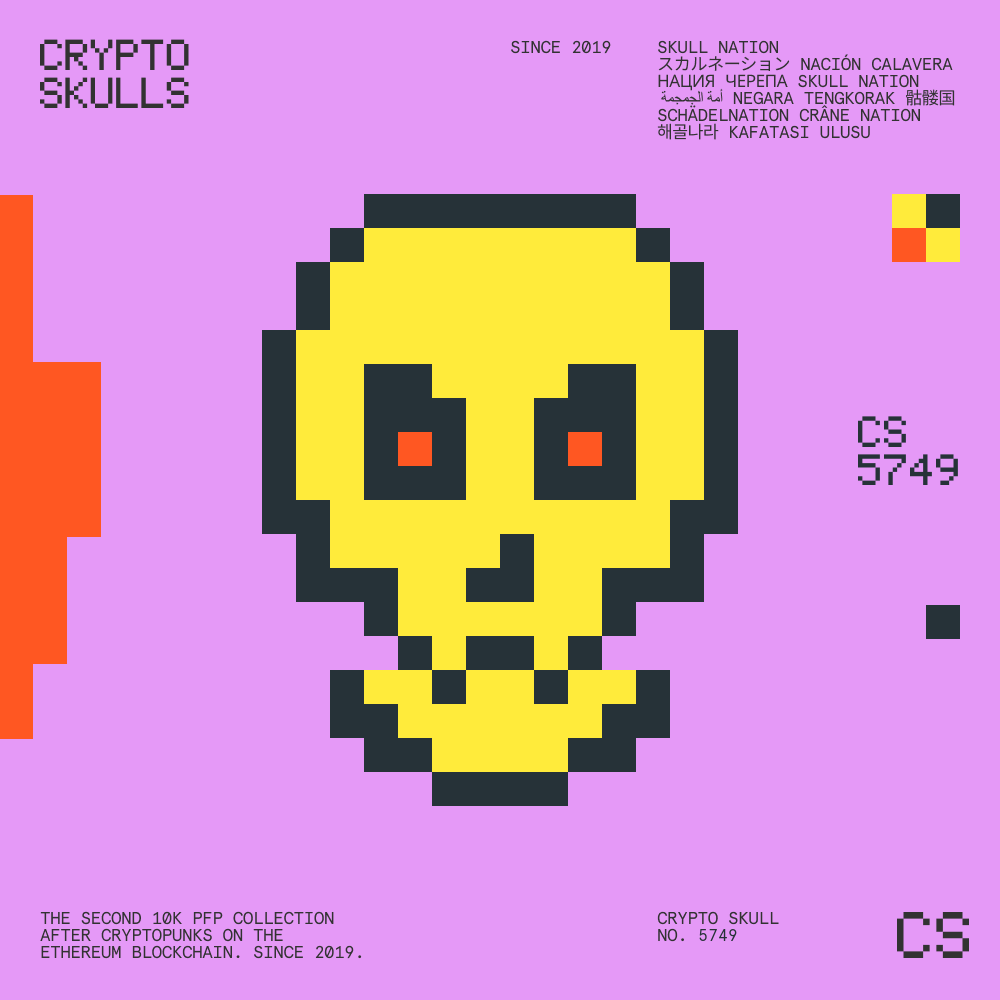 CRYPTO
SKULLS
SINCE 2019
SKULL NATION
スカルネーション NACIÓN CALAVERA
НАЦИЯ ЧЕРЕПА SKULL NATION
أمة الجمجمة NEGARA TENGKORAK 骷髅国
SCHÄDELNATION CRÂNE NATION
해골나라 KAFATASI ULUSU
CS
5749
THE SECOND 10K PFP COLLECTION
AFTER CRYPTOPUNKS ON THE
ETHEREUM BLOCKCHAIN. SINCE 2019.
CRYPTO SKULL
NO. 5749
CS